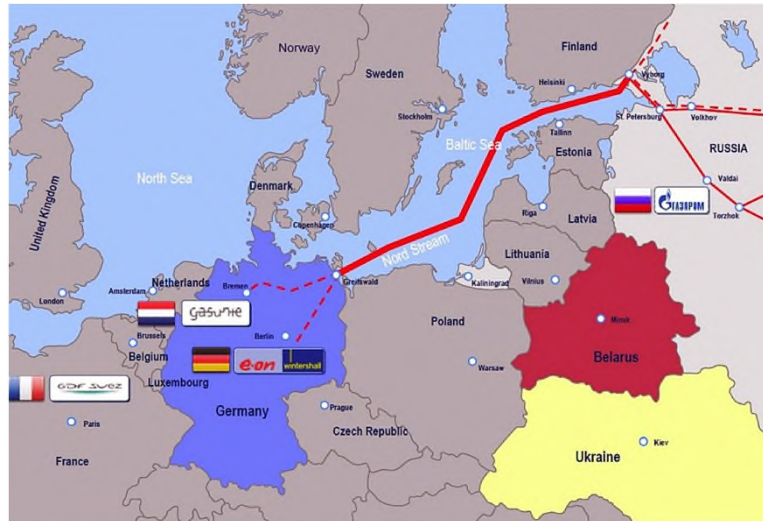 Norway
Finland
Sweden
Helsinki
Vyborg
Stockholm
St. Petersburg
Volkhov
Tallinn
Baltic Sea
Estonia
RUSSIA
North Sea
Denmark
Valdai
United Kingdom
ГАЗПРОМ
Torzhok
Copenhagen
Riga
Latvia
Nord Stream
Lithuania
Netherlands
Greifswald
Kaliningrad
Vilnius
Amsterdam
Bremen
London
gasunie
Poland
Minsk
Brussels
Berlin
Belgium
e·on
wintershall
Belarus
Warsaw
Luxembourg
GDF SUEZ
Germany
Prague
Paris
Czech Republic
Kiev
Ukraine
France